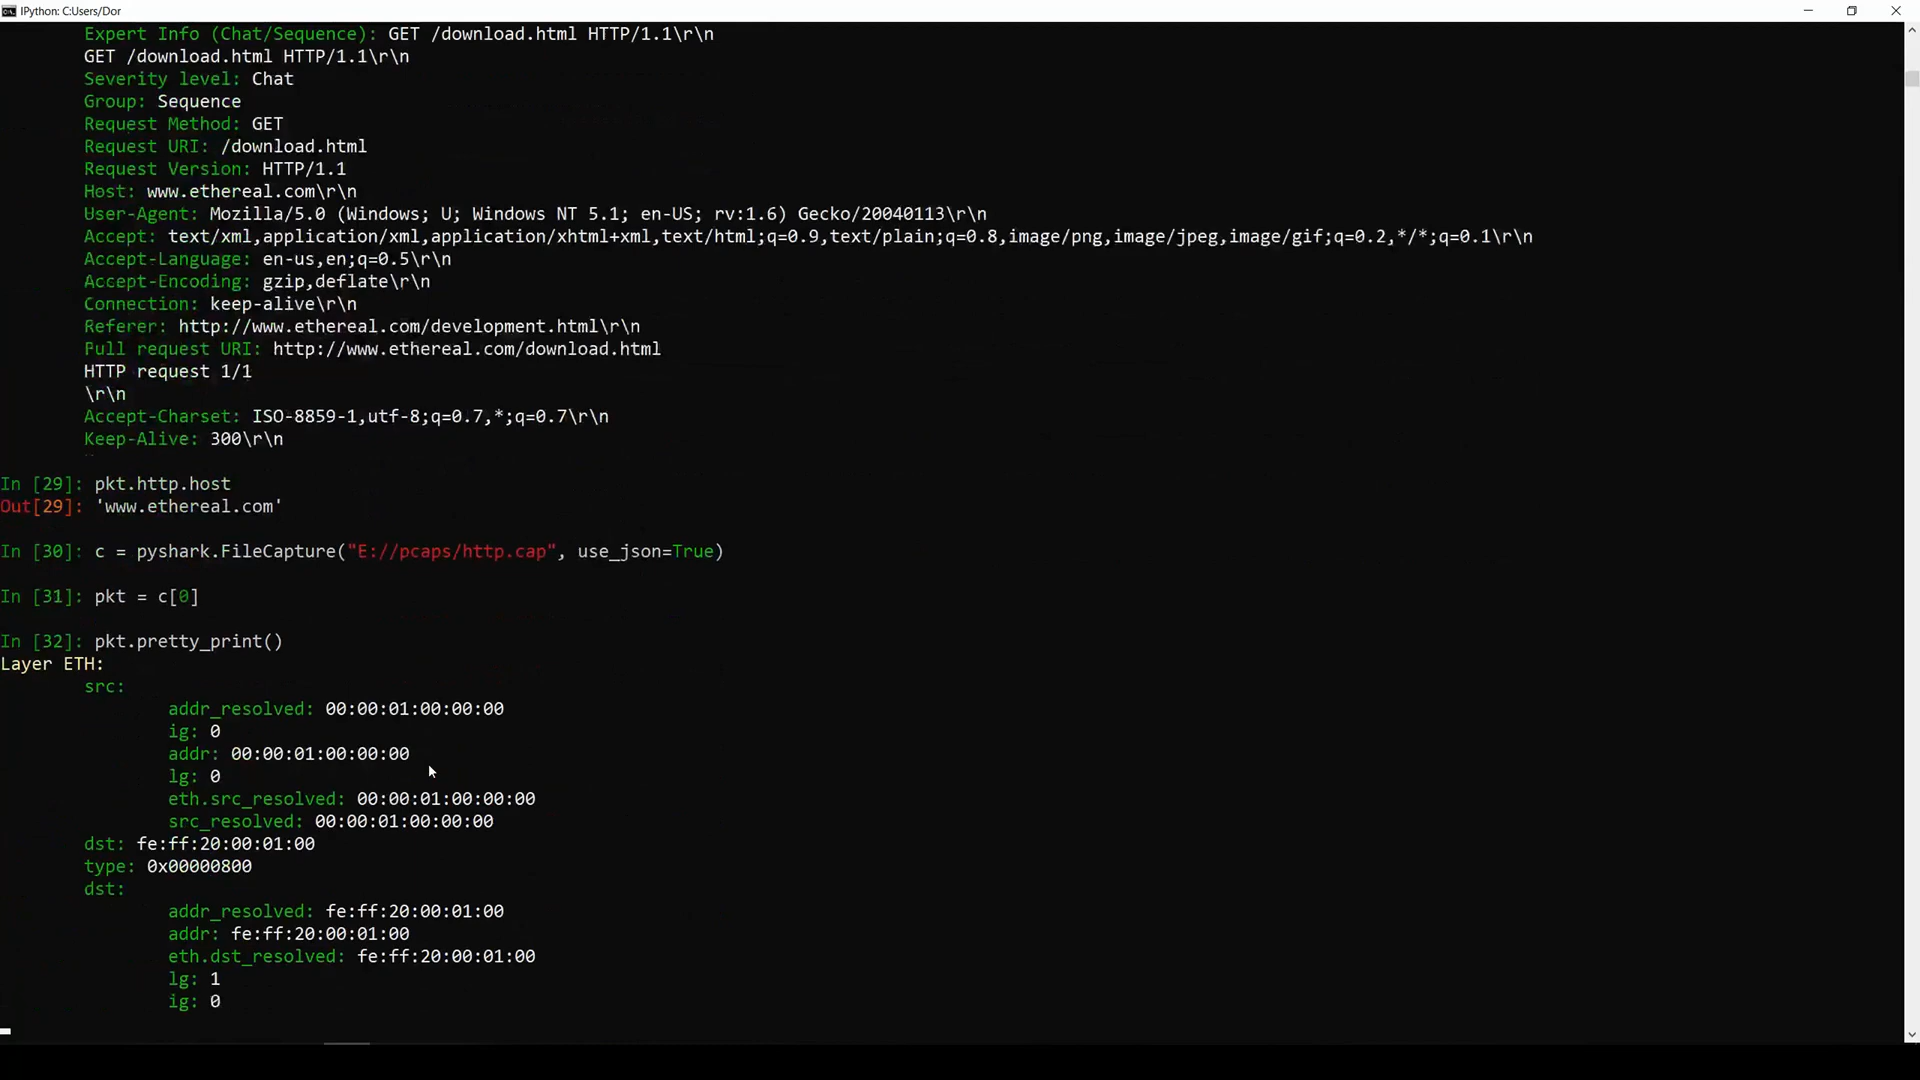 IPython: C:Users/Dor
Expert Info (Chat/Sequence): GET /download.html HTTP/1.1\r\n
GET /download.html HTTP/1.1\r\n
Severity level: Chat
Group: Sequence
Request Method: GET
Request URI: /download.html
Request Version: HTTP/1.1
Host: www.ethereal.com\r\n
User-Agent: Mozilla/5.0 (Windows; U; Windows NT 5.1; en-US; rv:1.6) Gecko/20040113\r\n
Accept: text/xml,application/xml,application/xhtml+xml,text/html;q=0.9,text/plain;q=0.8,image/png,image/jpeg,image/gif;q=0.2,*/*;q=0.1\r\n
Accept-Language: en-us,en;q=0.5\r\n
Accept-Encoding: gzip,deflate\r\n
Connection: keep-alive\r\n
Referer: http://www.ethereal.com/development.html\r\n
Full request URI: http://www.ethereal.com/download.html
HTTP request 1/1
\r\n
Accept-Charset: ISO-8859-1,utf-8;q=0.7,*;q=0.7\r\n
Keep-Alive: 300\r\n
In [29]: pkt.http.host
Out[29]: 'www.ethereal.com'
In [30]: c = pyshark.FileCapture("E://pcaps/http.cap", use_json=True)
In [31]: pkt = c[0]
In [32]: pkt.pretty_print()
Layer ETH:
src:
addr_resolved: 00:00:01:00:00:00
ig: 0
addr: 00:00:01:00:00:00
lg: 0
eth.src_resolved: 00:00:01:00:00:00
src_resolved: 00:00:01:00:00:00
dst: fe:ff:20:00:01:00
type: 0x00000800
dst:
addr_resolved: fe:ff:20:00:01:00
addr: fe:ff:20:00:01:00
eth.dst_resolved: fe:ff:20:00:01:00
lg: 1
ig: 0